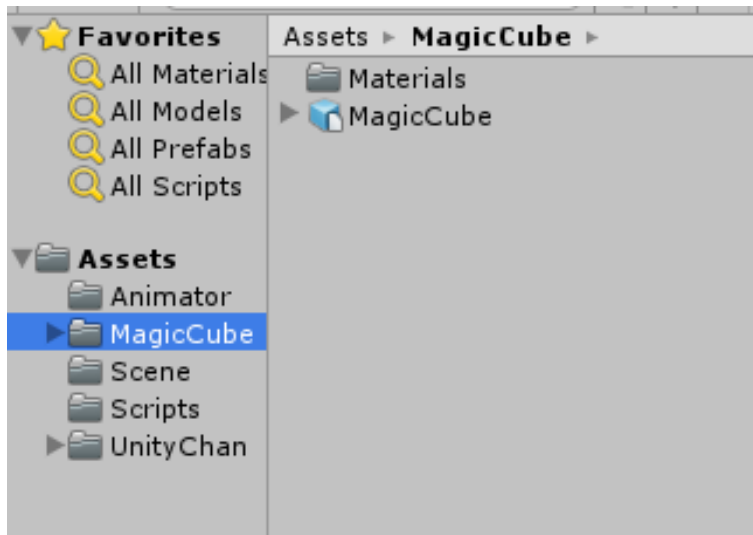 Favorites
All Materials
All Models
All Prefabs
All Scripts
Assets
Animator
MagicCube
Scene
Scripts
UnityChan
Assets MagicCube
Materials
MagicCube